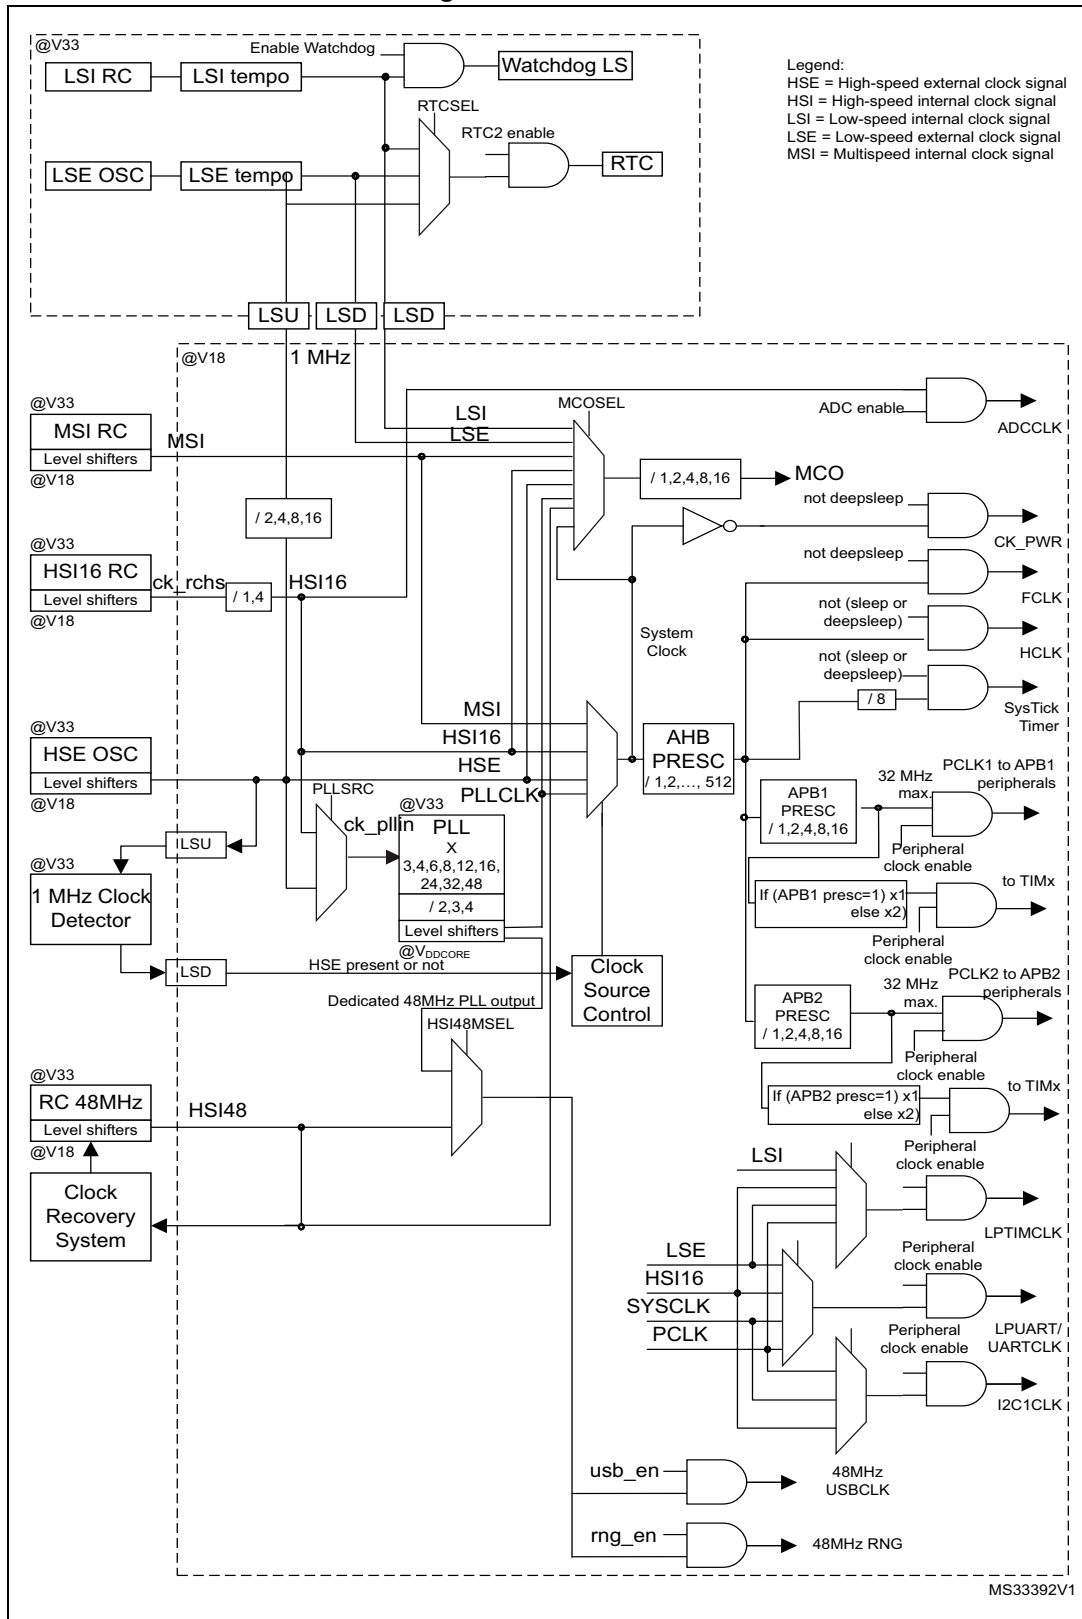 @V33
Enable Watchdog
LSI RC
LSI tempo
Watchdog LS
Legend:
HSE = High-speed external clock signal
HSI = High-speed internal clock signal
LSI = Low-speed internal clock signal
LSE = Low-speed external clock signal
MSI = Multispeed internal clock signal
RTCSEL
RTC2 enable
LSE OSC
LSE tempo
RTC
LSU
LSD
LSD
@V18
1 MHz
@V33
MSI RC
Level shifters
@V18
MSI
LSI
LSE
MCOSEL
ADC enable
ADCCLK
/ 1,2,4,8,16
MCO
/ 2,4,8,16
not deepsleep
CK_PWR
@V33
HSI16 RC
Level shifters
@V18
ck_rchs
/ 1,4
HSI16
not deepsleep
FCLK
not (sleep or
deepsleep)
HCLK
System
Clock
not (sleep or
deepsleep)
/ 8
SysTick
Timer
@V33
HSE OSC
Level shifters
@V18
MSI
HSI16
HSE
PLLCLK
AHB
PRESC
/ 1,2,…, 512
PLLSRC
ck_pllin
@V33
PLL
X
3,4,6,8,12,16,
24,32,48
/ 2,3,4
Level shifters
@VDDCORE
APB1
PRESC
/ 1,2,4,8,16
32 MHz
max.
PCLK1 to APB1
peripherals
Peripheral
clock enable
LSU
@V33
1 MHz Clock
Detector
LSD
HSE present or not
If (APB1 presc=1) x1
else x2)
to TIMx
Peripheral
clock enable
Clock
Source
Control
Dedicated 48MHz PLL output
HSI48MSEL
APB2
PRESC
/ 1,2,4,8,16
32 MHz
max.
PCLK2 to APB2
peripherals
Peripheral
clock enable
@V33
RC 48MHz
Level shifters
@V18
HSI48
If (APB2 presc=1) x1
else x2)
to TIMx
Peripheral
clock enable
Clock
Recovery
System
LSI
LPTIMCLK
LSE
HSI16
SYSCLK
PCLK
Peripheral
clock enable
LPUART/
UARTCLK
Peripheral
clock enable
I2C1CLK
usb_en
48MHz
USBCLK
rng_en
48MHz RNG
MS33392V1